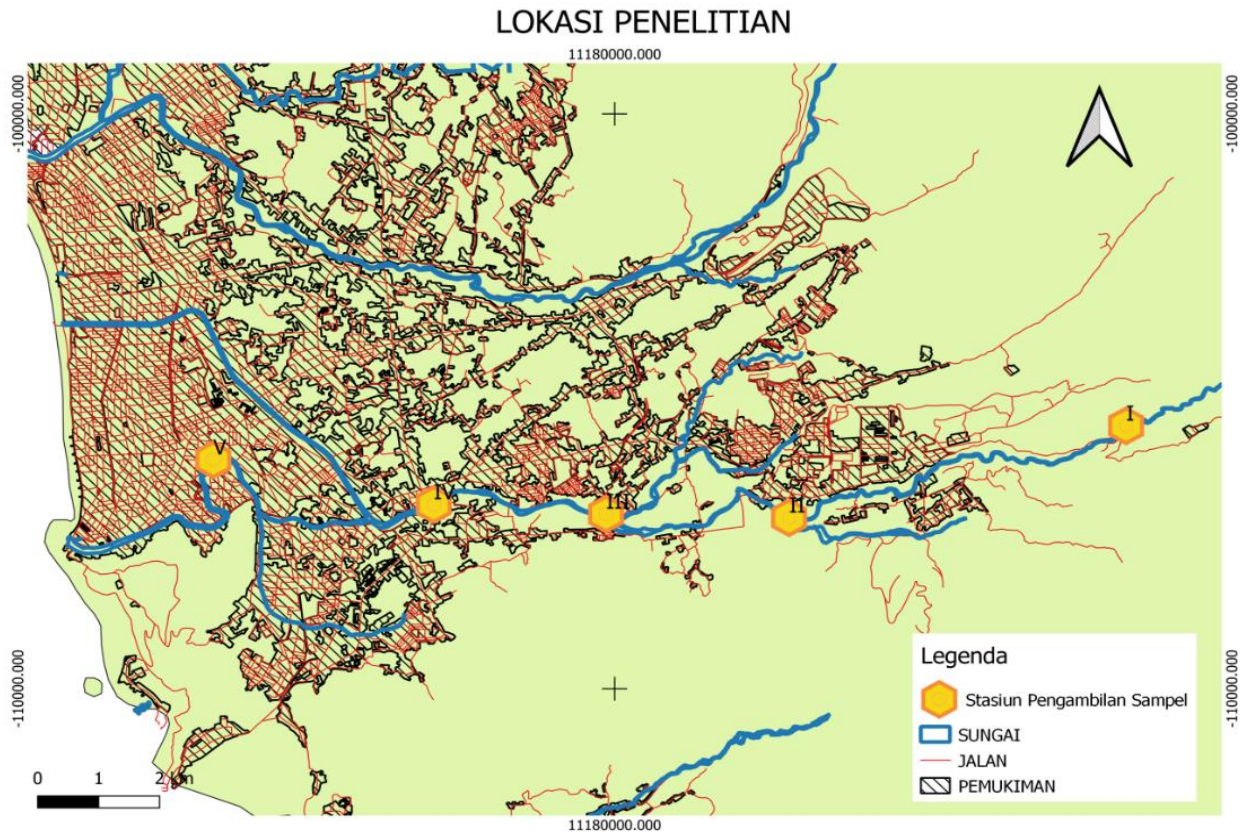 LOKASI PENELITIAN
11180000.000
-100000.000
-100000.000
I
V
IV
III
II
-110000.000
-110000.000
Legenda
Stasiun Pengambilan Sampel
SUNGAI
JALAN
PEMUKIMAN
0 1 2 km
11180000.000